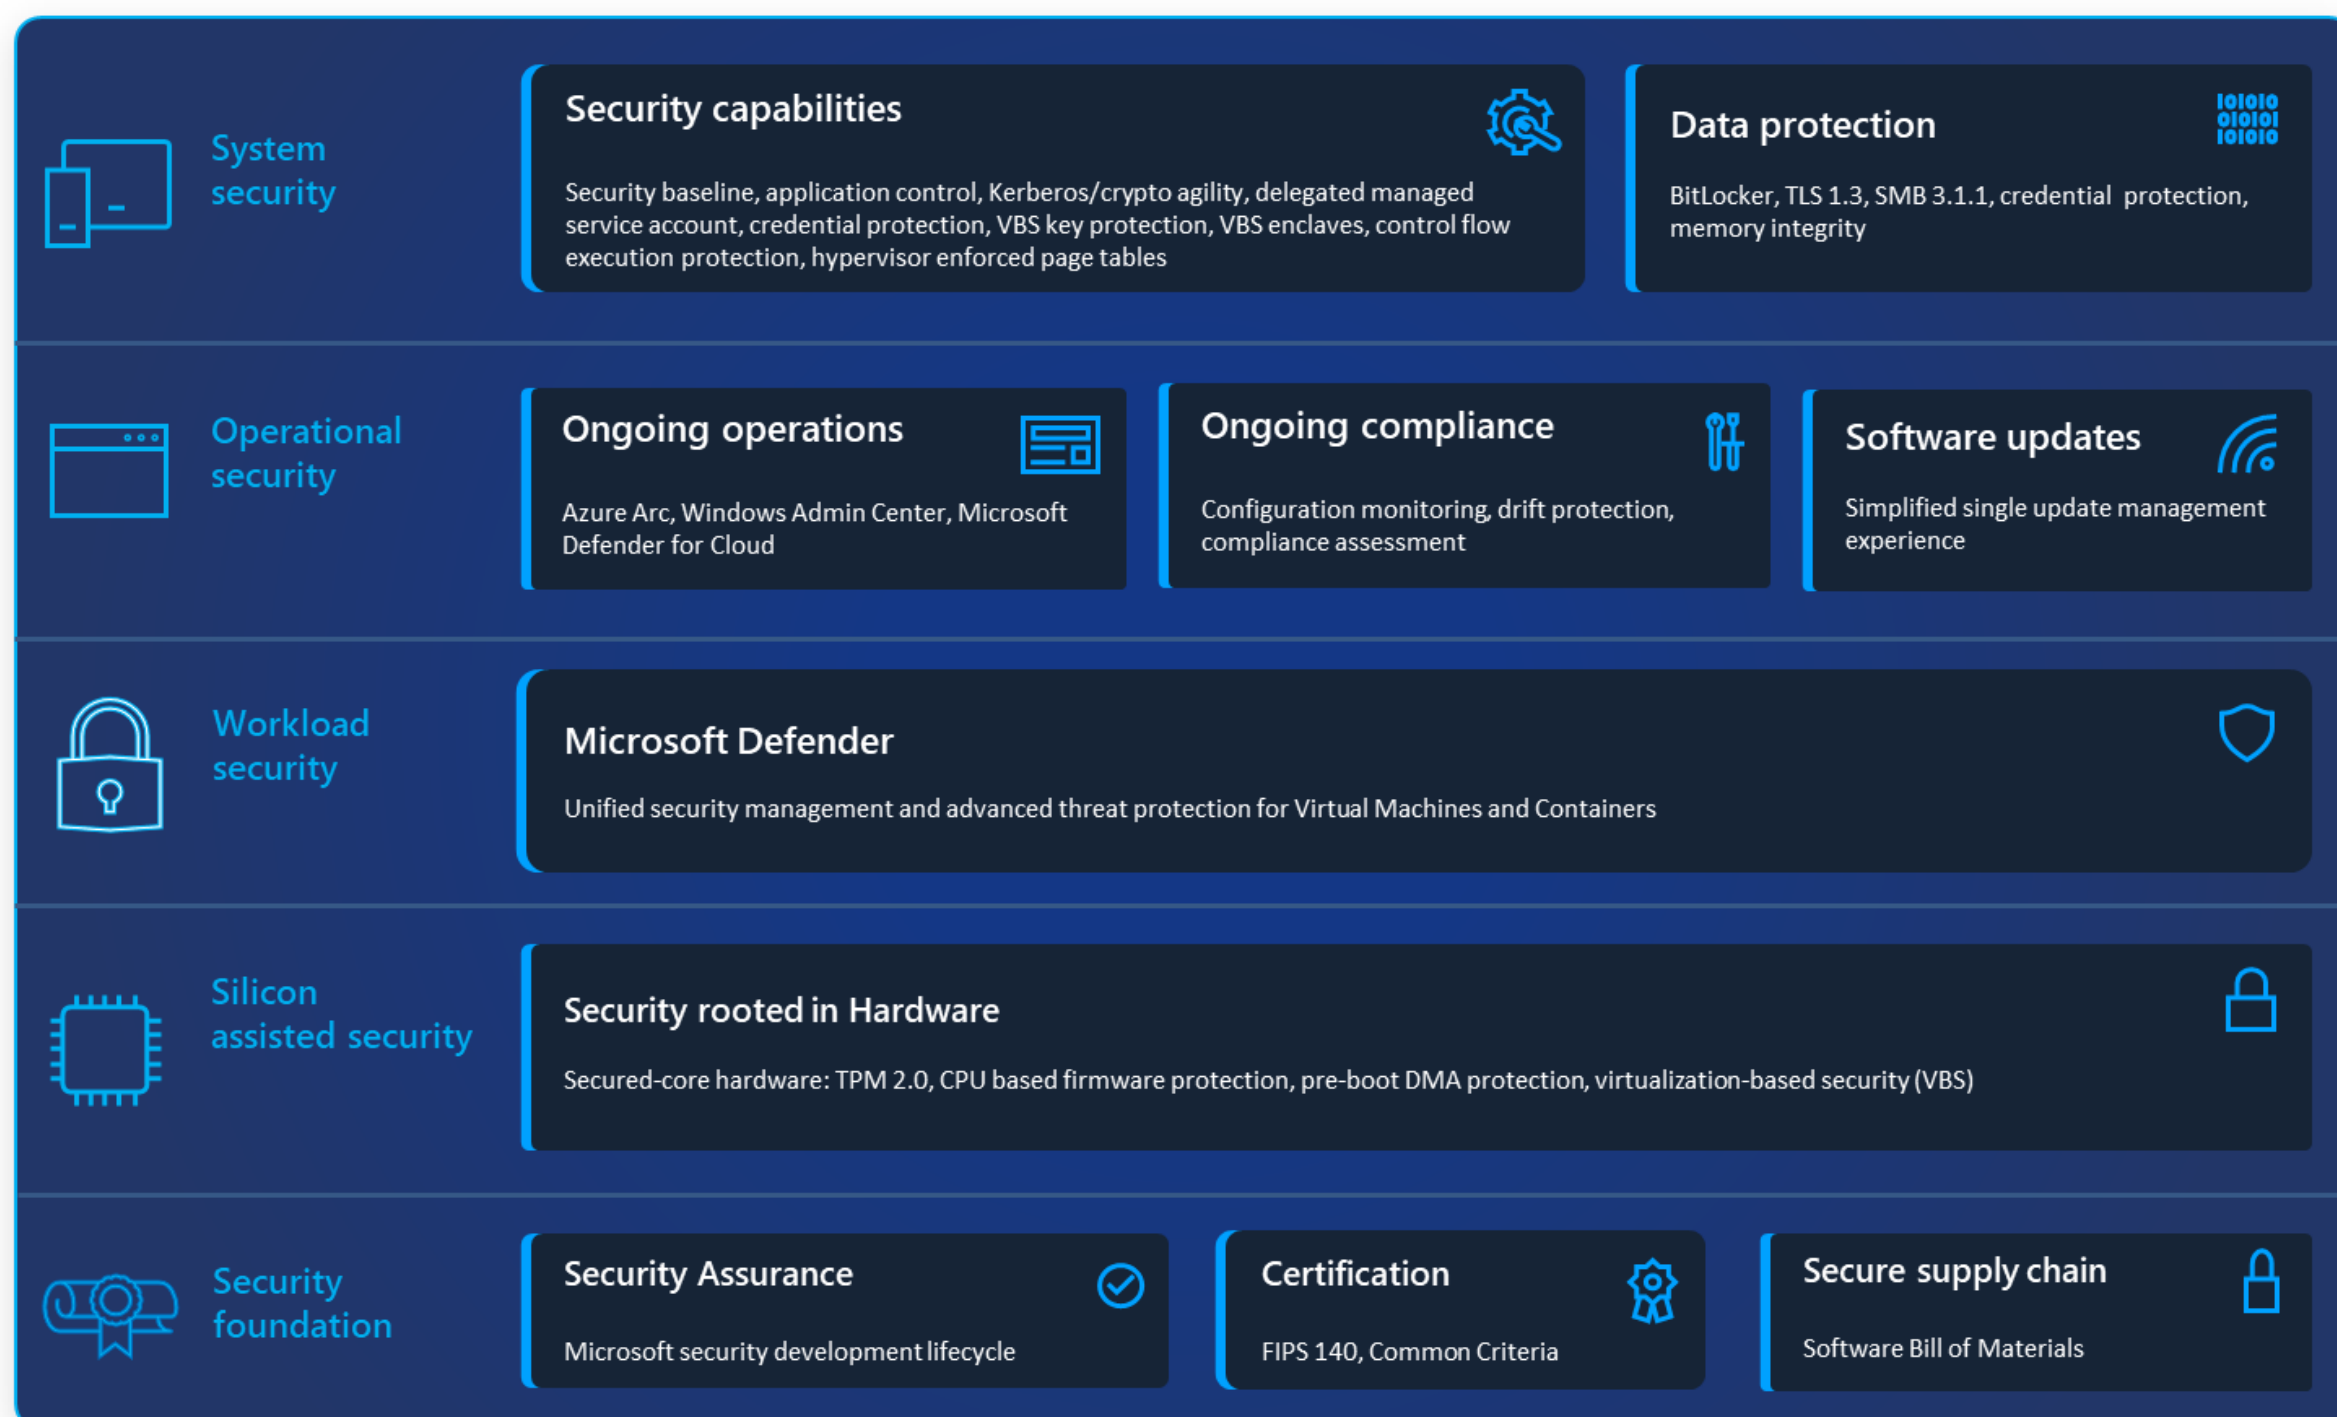 System
security
Security capabilities
Security baseline, application control, Kerberos/crypto agility, delegated managed
service account, credential protection, VBS key protection, VBS enclaves, control flow
execution protection, hypervisor enforced page tables
Data protection
101010
010101
101010
BitLocker, TLS 1.3, SMB 3.1.1, credential protection,
memory integrity
Operational
security
Ongoing operations
Azure Arc, Windows Admin Center, Microsoft
Defender for Cloud
Ongoing compliance
Configuration monitoring, drift protection,
compliance assessment
Software updates
Simplified single update management
experience
Workload
security
Microsoft Defender
Unified security management and advanced threat protection for Virtual Machines and Containers
Silicon
assisted security
Security rooted in Hardware
Secured-core hardware: TPM 2.0, CPU based firmware protection, pre-boot DMA protection, virtualization-based security (VBS)
Security
foundation
Security Assurance
Microsoft security development lifecycle
Certification
FIPS 140, Common Criteria
Secure supply chain
Software Bill of Materials